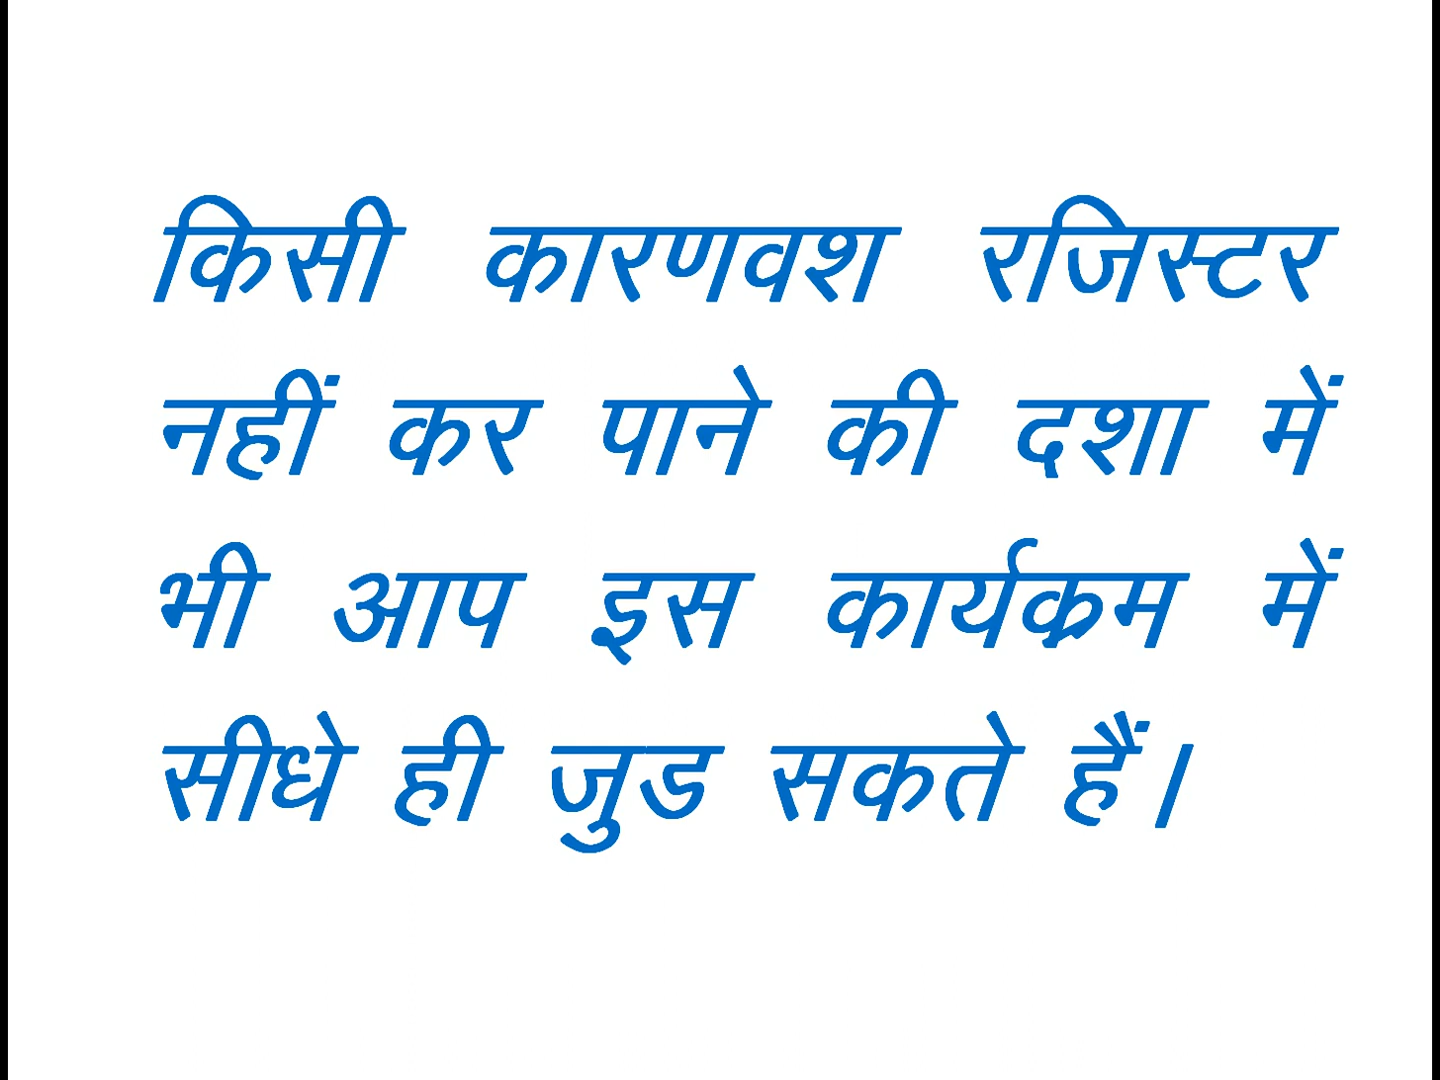 किसी कारणवश रजिस्टर
नहीं कर पाने की दशा में
भी आप इस कार्यक्रम में
सीधे ही जुड सकते हैं।